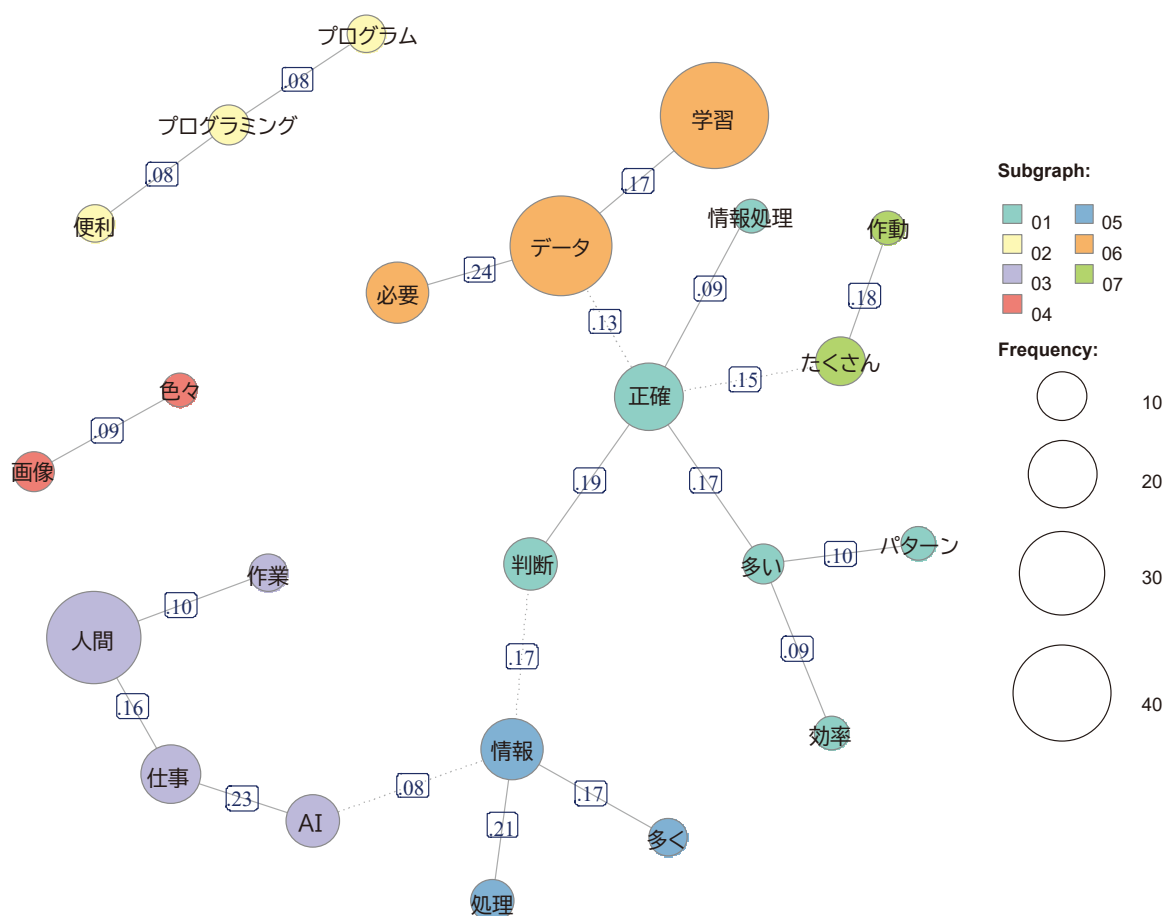 プログラム
.08
プログラミング
.08
便利
学習
.17
データ
.24
必要
.13
情報処理
.09
作動
.18
たくさん
.15
正確
色々
.09
画像
.19
.17
判断
多い
.10
パターン
.09
効率
作業
.10
人間
.16
仕事
.23
AI
.08
.17
情報
.17
多く
.21
処理
Subgraph:
01
02
03
04
05
06
07
Frequency:
10
20
30
40